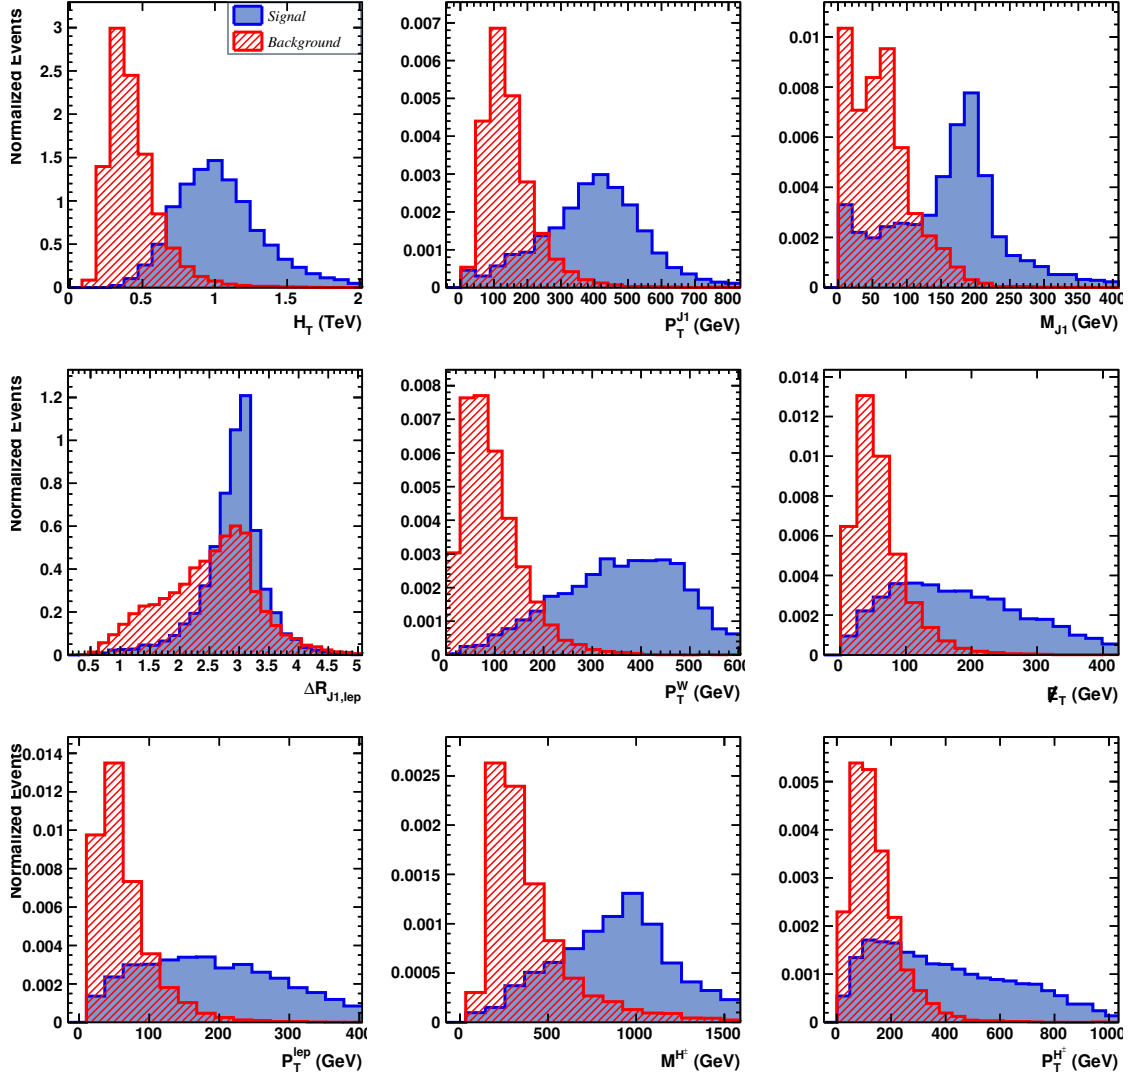 Normalized Events
3
2.5
2
1.5
1
0.5
0
0 0.5 1 1.5 2
H_T (TeV)
Signal
Background
0.007
0.006
0.005
0.004
0.003
0.002
0.001
0
0 100 200 300 400 500 600 700 800
P_T^J1 (GeV)
0.01
0.008
0.006
0.004
0.002
0
0 50 100 150 200 250 300 350 400
M_J1 (GeV)
Normalized Events
1.2
1
0.8
0.6
0.4
0.2
0
0.5 1 1.5 2 2.5 3 3.5 4 4.5 5
ΔR_J1,lep
0.008
0.007
0.006
0.005
0.004
0.003
0.002
0.001
0
0 100 200 300 400 500 600
P_T^W (GeV)
0.014
0.012
0.01
0.008
0.006
0.004
0.002
0
0 100 200 300 400
E̸_T (GeV)
Normalized Events
0.014
0.012
0.01
0.008
0.006
0.004
0.002
0
0 100 200 300 400
P_T^lep (GeV)
0.0025
0.002
0.0015
0.001
0.0005
0
0 500 1000 1500
M^H± (GeV)
0.005
0.004
0.003
0.002
0.001
0
0 200 400 600 800 1000
P_T^H± (GeV)